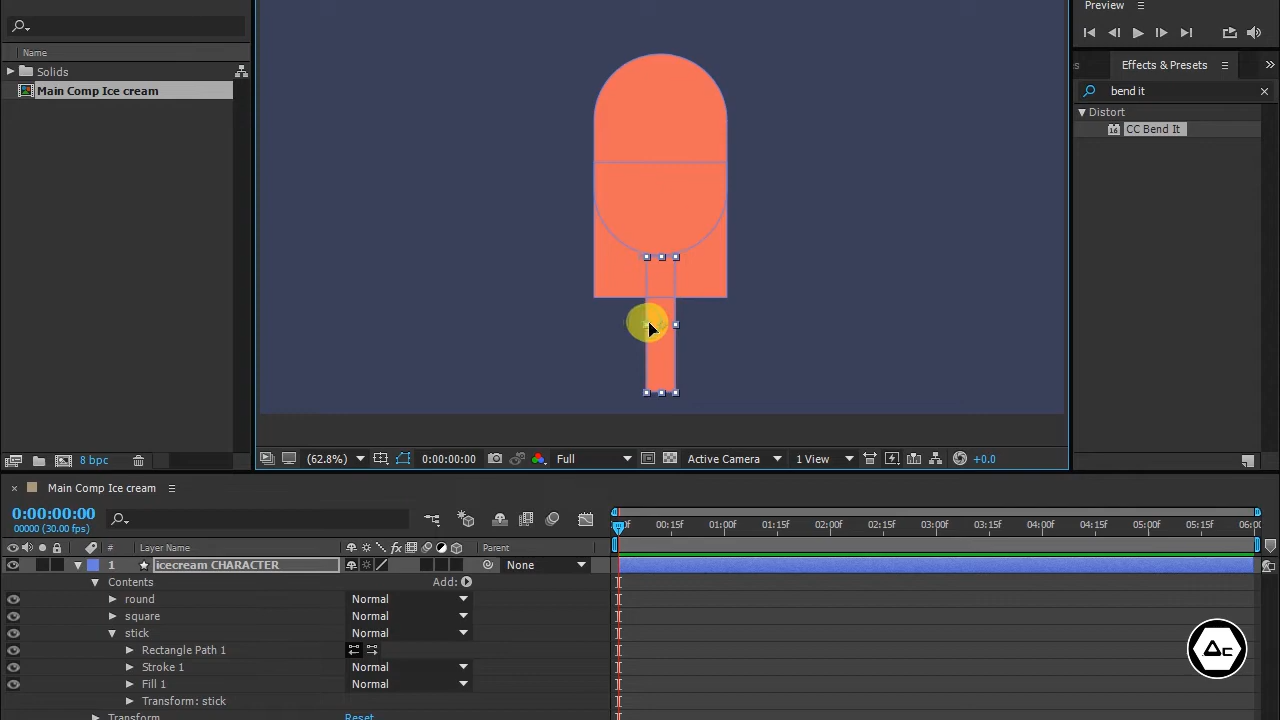 Preview
Name
Solids
Main Comp Ice cream
Effects & Presets
bend it
Distort
CC Bend It
8 bpc
(62.8%)
0:00:00:00
Full
Active Camera
1 View
+0.0
Main Comp Ice cream
0:00:00:00
00000 (30.00 fps)
00:15f
01:00f
01:15f
02:00f
02:15f
03:00f
03:15f
04:00f
04:15f
05:00f
05:15f
# Layer Name
fx
Parent
1
icecream CHARACTER
None
Contents
Add:
round
Normal
square
Normal
stick
Normal
Rectangle Path 1
Stroke 1
Normal
Fill 1
Normal
Transform: stick
Transform
Reset